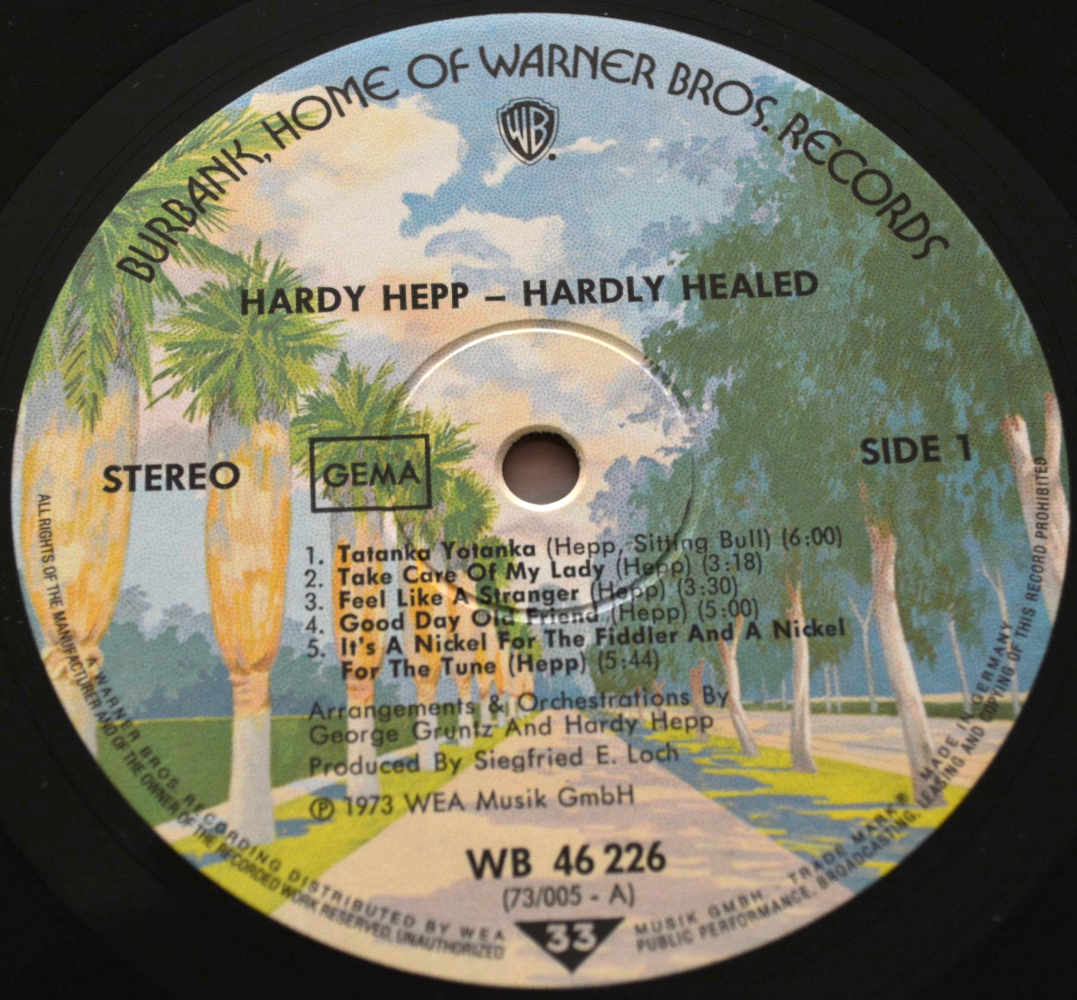 BURBANK, HOME OF WARNER BROS. RECORDS
WB
HARDY HEPP – HARDLY HEALED
STEREO
GEMA
SIDE 1
1. Tatanka Yotanka (Hepp, Sitting Bull) (6:00)
2. Take Care Of My Lady (Hepp) (3:18)
3. Feel Like A Stranger (Hepp) (3:30)
4. Good Day Old Friend (Hepp) (5:00)
5. It's A Nickel For The Fiddler And A Nickel
For The Tune (Hepp) (5:44)
Arrangements & Orchestrations By
George Gruntz And Hardy Hepp
Produced By Siegfried E. Loch
℗ 1973 WEA Musik GmbH
WB 46 226
(73/005 - A)
33
A WARNER BROS. RECORDING DISTRIBUTED BY WEA MUSIK GMBH. - TRADE MARK ® MADE IN GERMANY
ALL RIGHTS OF THE MANUFACTURER AND OF THE OWNER OF THE RECORDED WORK RESERVED. UNAUTHORIZED PUBLIC PERFORMANCE, BROADCASTING, LEASING AND COPYING OF THIS RECORD PROHIBITED